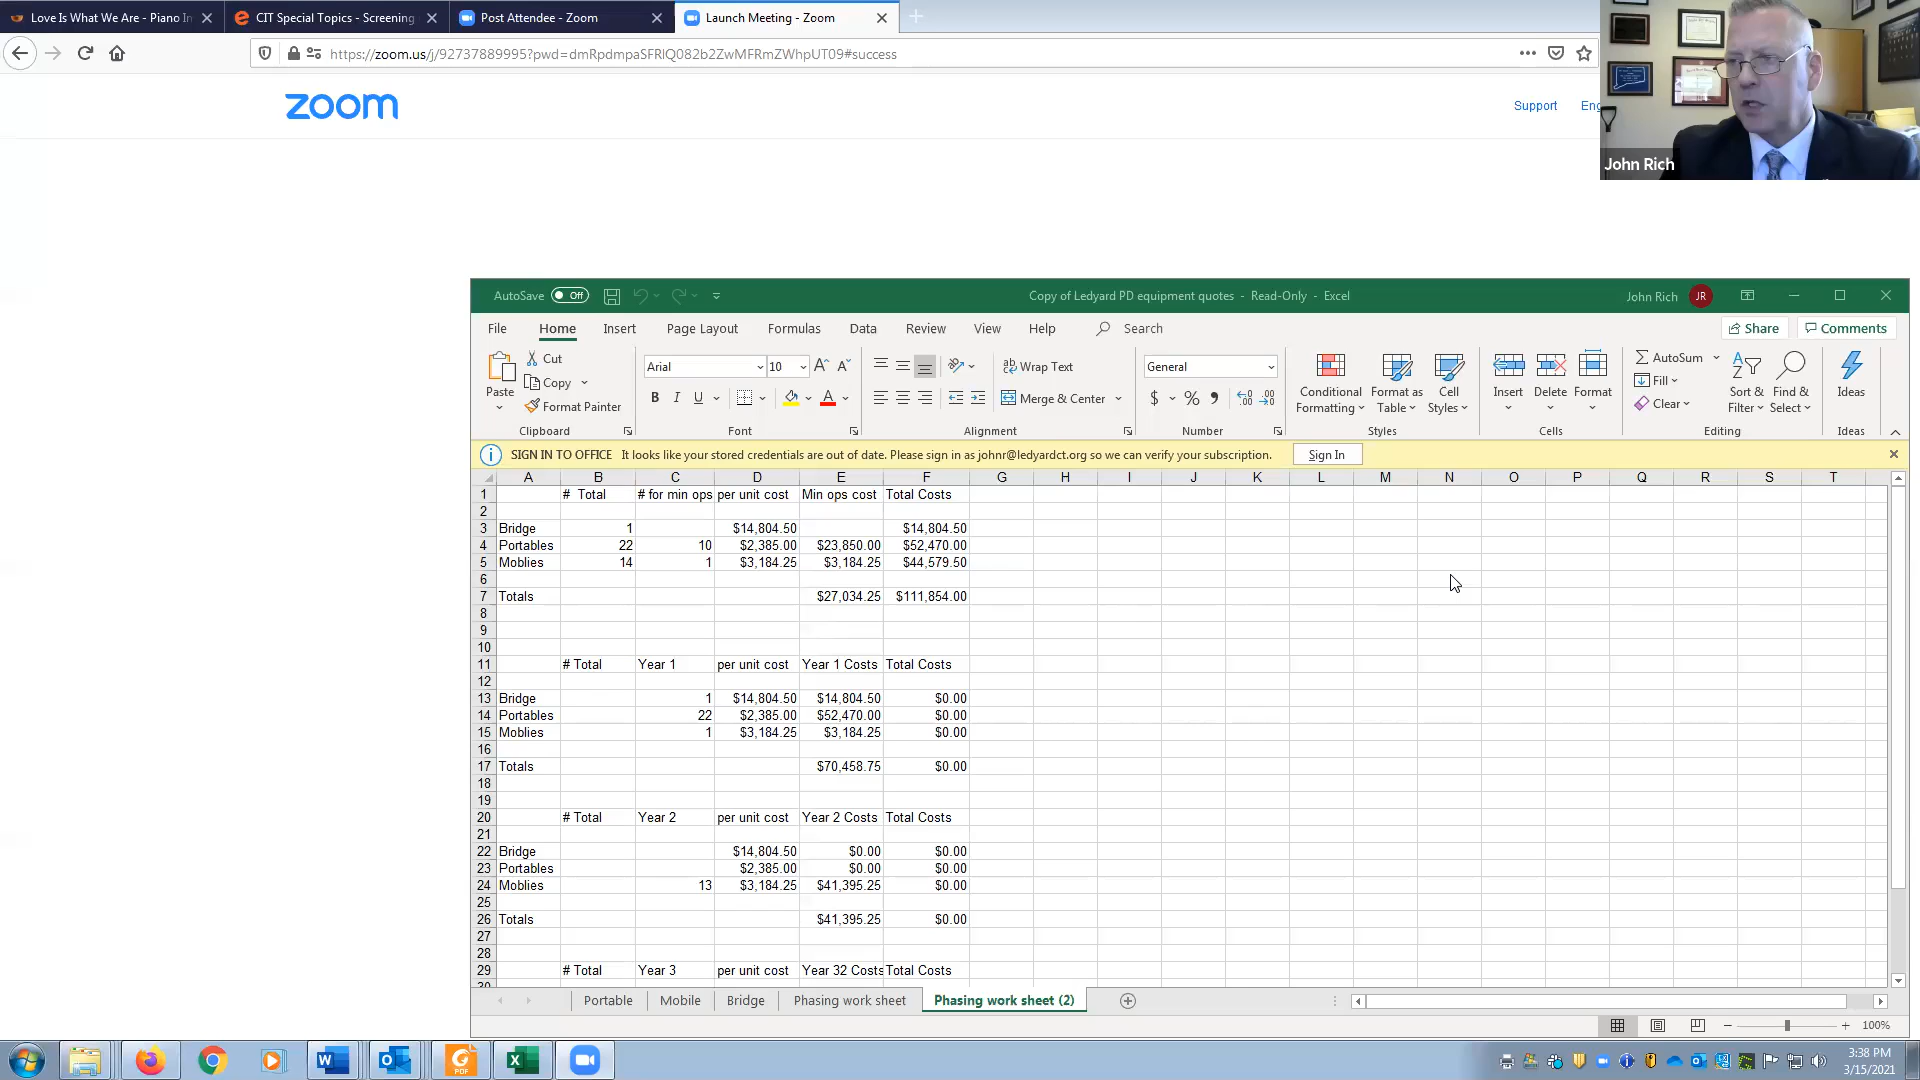 Love Is What We Are - Piano In
CIT Special Topics - Screening
Post Attendee - Zoom
Launch Meeting - Zoom
https://zoom.us/j/92737889995?pwd=dmRpdmpaSFRlQ082b2ZwMFRmZWhpUT09#success
zoom
Support Eng
John Rich
AutoSave Off
Copy of Ledyard PD equipment quotes - Read-Only - Excel
John Rich JR
File Home Insert Page Layout Formulas Data Review View Help Search Share Comments
Paste Cut Copy Format Painter
Arial 10
B I U
Wrap Text
Merge & Center
General
$ %
Conditional Formatting
Format as Table
Cell Styles
Insert Delete Format
AutoSum
Fill
Clear
Sort & Filter
Find & Select
Ideas
Clipboard Font Alignment Number Styles Cells Editing Ideas
SIGN IN TO OFFICE It looks like your stored credentials are out of date. Please sign in as johnr@ledyardct.org so we can verify your subscription. Sign In
A B C D E F G H I J K L M N O P Q R S T
1 # Total # for min ops per unit cost Min ops cost Total Costs
2
3 Bridge 1 $14,804.50 $14,804.50
4 Portables 22 10 $2,385.00 $23,850.00 $52,470.00
5 Moblies 14 1 $3,184.25 $3,184.25 $44,579.50
6
7 Totals $27,034.25 $111,854.00
8
9
10
11 # Total Year 1 per unit cost Year 1 Costs Total Costs
12
13 Bridge 1 $14,804.50 $14,804.50 $0.00
14 Portables 22 $2,385.00 $52,470.00 $0.00
15 Moblies 1 $3,184.25 $3,184.25 $0.00
16
17 Totals $70,458.75 $0.00
18
19
20 # Total Year 2 per unit cost Year 2 Costs Total Costs
21
22 Bridge $14,804.50 $0.00 $0.00
23 Portables $2,385.00 $0.00 $0.00
24 Moblies 13 $3,184.25 $41,395.25 $0.00
25
26 Totals $41,395.25 $0.00
27
28
29 # Total Year 3 per unit cost Year 32 Costs Total Costs
30
Portable Mobile Bridge Phasing work sheet Phasing work sheet (2)
100%
3:38 PM
3/15/2021